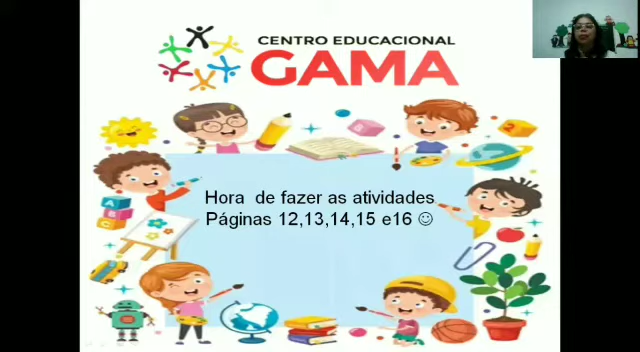 CENTRO EDUCACIONAL
GAMA
Hora de fazer as atividades
Páginas 12,13,14,15 e16 ☺